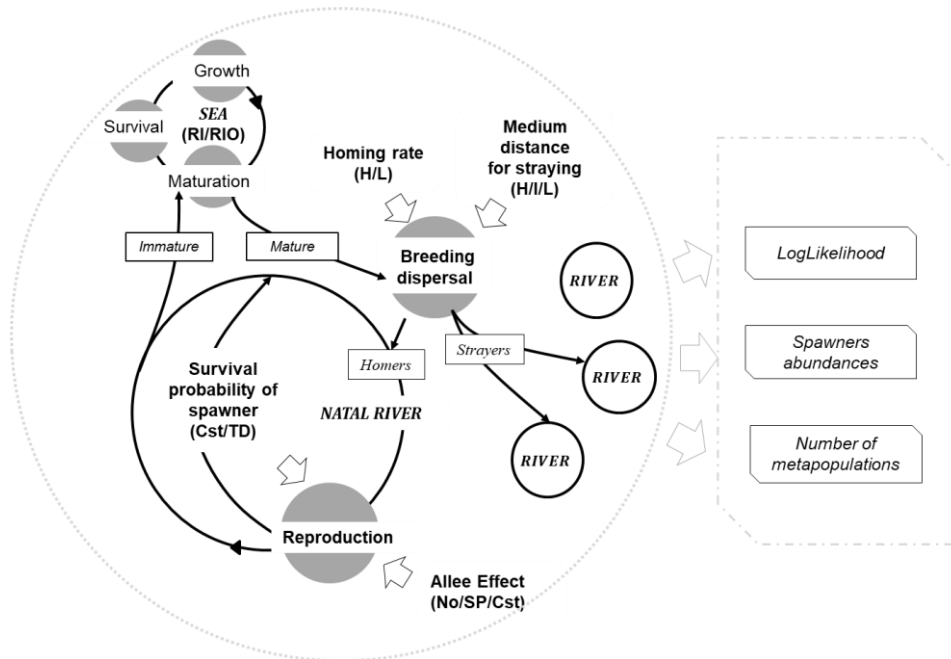 Growth
SEA
(RI/RIO)
Survival
Maturation
Immature
Mature
Homing rate
(H/L)
Medium
distance
for straying
(H/I/L)
Breeding
dispersal
RIVER
Strayers
RIVER
RIVER
Homers
NATAL RIVER
Survival
probability of
spawner
(Cst/TD)
Reproduction
Allee Effect
(No/SP/Cst)
LogLikelihood
Spawners
abundances
Number of
metapopulations